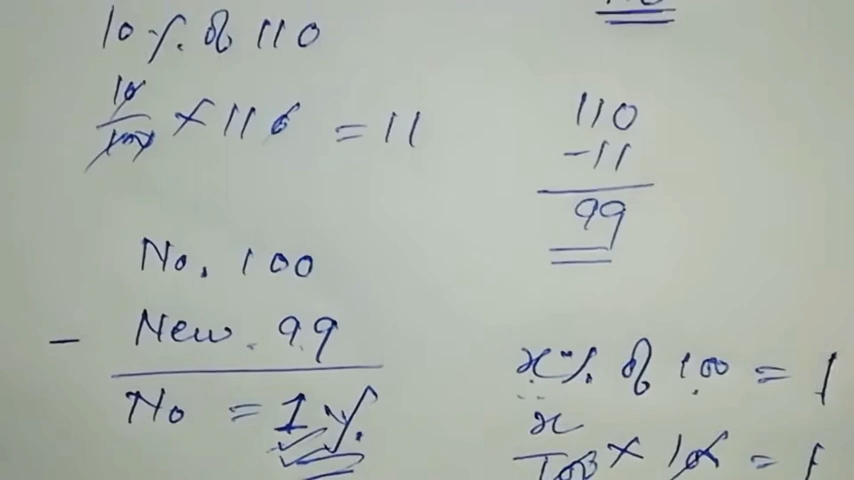 10 %. of 110
10/100 × 110 = 11
110
-11
99
No. 100
- New. 99
No = 1 %.
x %. of 100 = 1
x/100 × 100 = 1